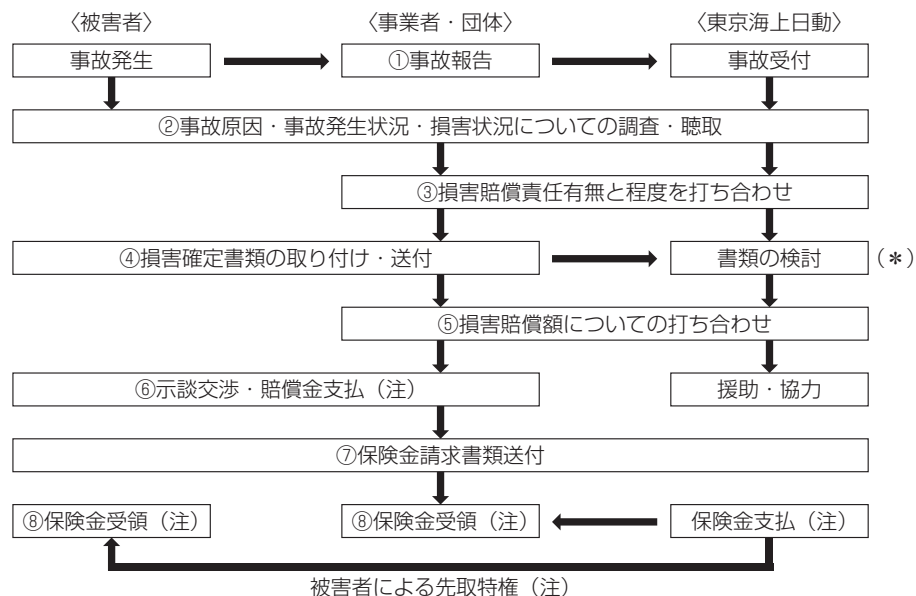 〈被害者〉 〈事業者・団体〉 〈東京海上日動〉
事故発生 ①事故報告 事故受付
②事故原因・事故発生状況・損害状況についての調査・聴取
③損害賠償責任有無と程度を打ち合わせ
④損害確定書類の取り付け・送付 書類の検討 (＊)
⑤損害賠償額についての打ち合わせ
⑥示談交渉・賠償金支払（注） 援助・協力
⑦保険金請求書類送付
⑧保険金受領（注） ⑧保険金受領（注） 保険金支払（注）
被害者による先取特権（注）